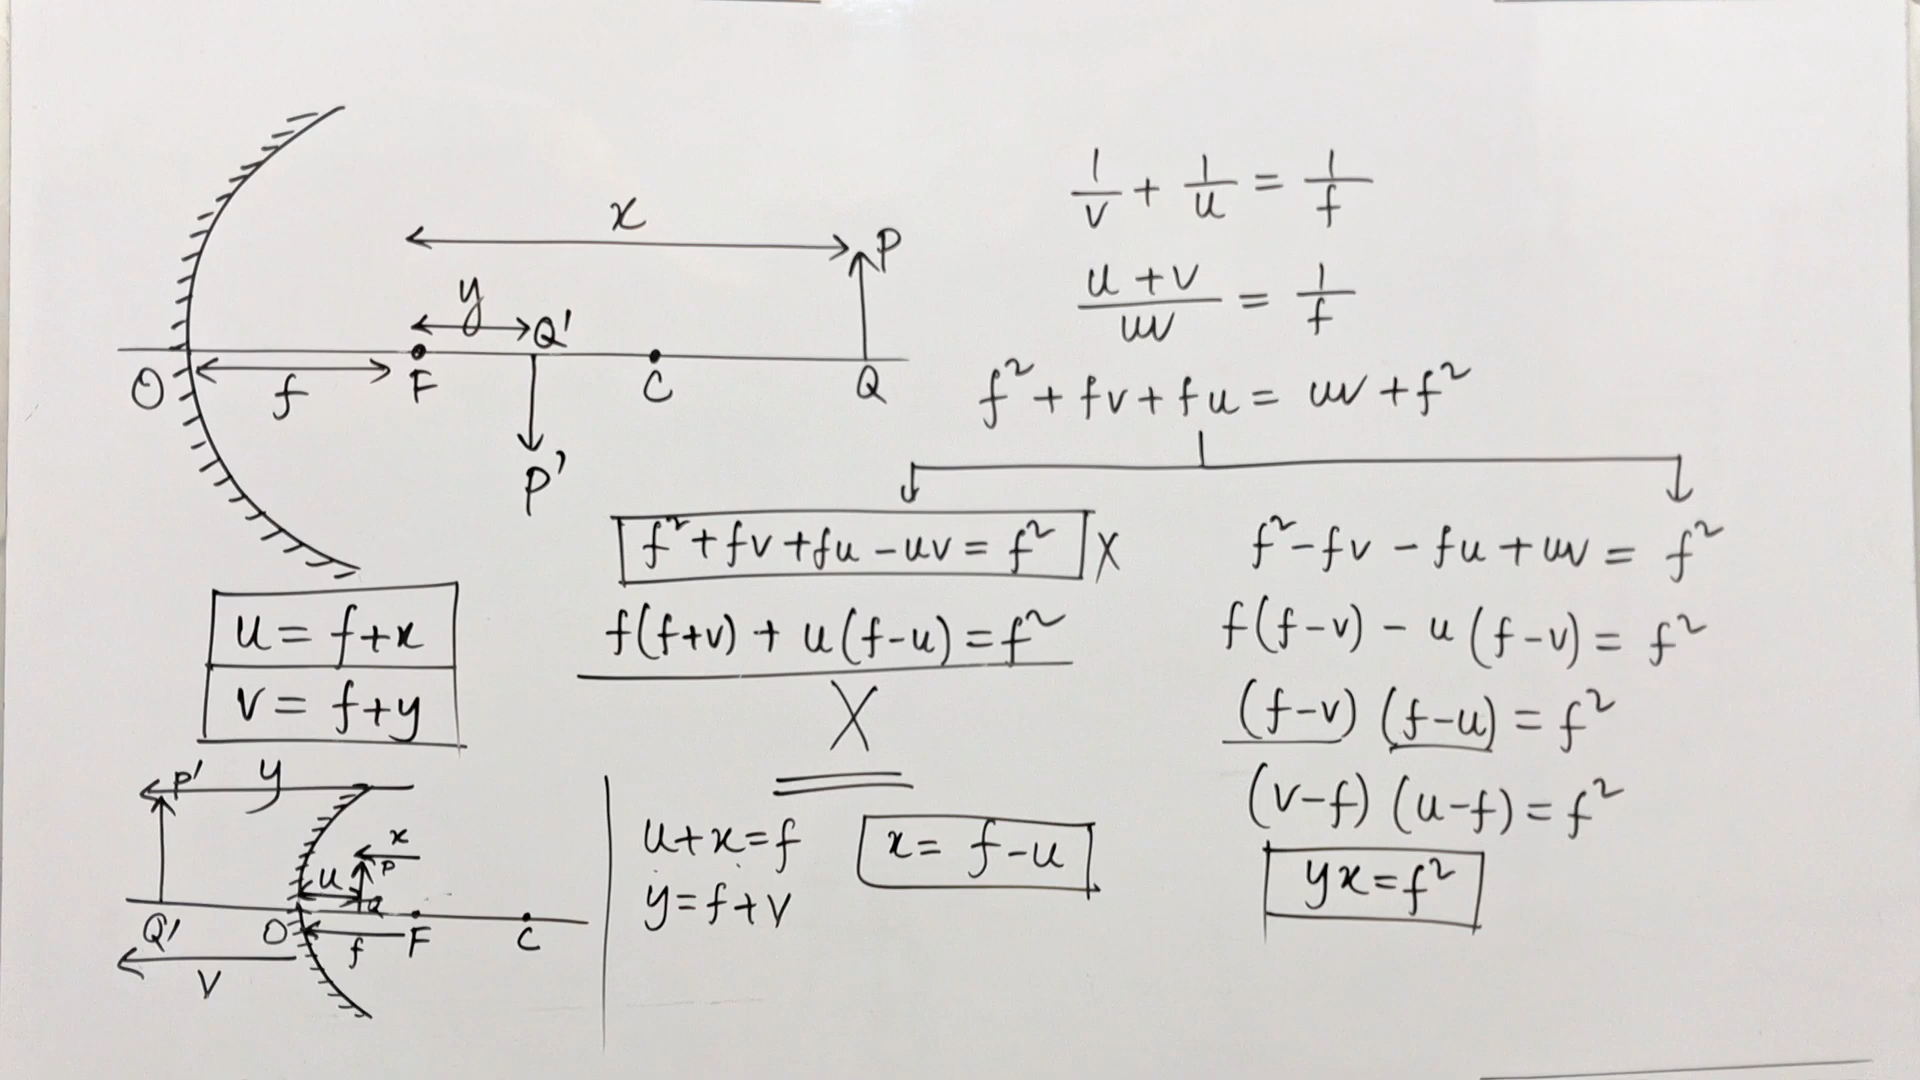 x
P
y
Q'
O
f
F
C
Q
P'
u = f+x
v = f+y
P'
y
x
P
u
Q
Q'
O
f
F
C
v
1/v + 1/u = 1/f
u+v/uv = 1/f
f² + fv + fu = uv + f²
f² + fv + fu - uv = f² X
f(f+v) + u(f-u) = f²
X
u+x=f
x = f-u
y=f+v
f² - fv - fu + uv = f²
f(f-v) - u(f-v) = f²
(f-v) (f-u) = f²
(v-f) (u-f) = f²
yx = f²